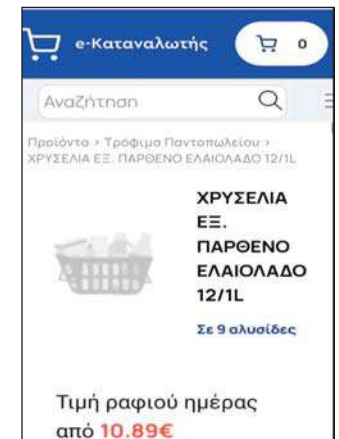 e-Καταναλωτής 0
Αναζήτηση
Προϊόντα > Τρόφιμα Παντοπωλείου >
ΧΡΥΣΕΛΙΑ ΕΞ. ΠΑΡΘΕΝΟ ΕΛΑΙΟΛΑΔΟ 12/1L
ΧΡΥΣΕΛΙΑ
ΕΞ.
ΠΑΡΘΕΝΟ
ΕΛΑΙΟΛΑΔΟ
12/1L
Σε 9 αλυσίδες
Τιμή ραφιού ημέρας
από 10.89€